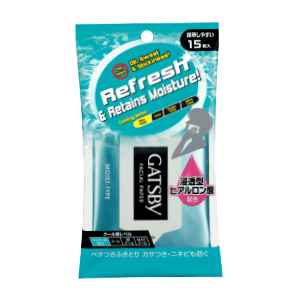 携帯しやすい
15枚入
Oil, Sweat
& Stickiness!
Refresh
& Retains Moisture!
GATSBY
FACIAL PAPER
MOIST-TYPE
浸透型
ヒアルロン酸
配合
クール感レベル
クール
ベタつきふきとり カサつき・ニキビも防ぐ